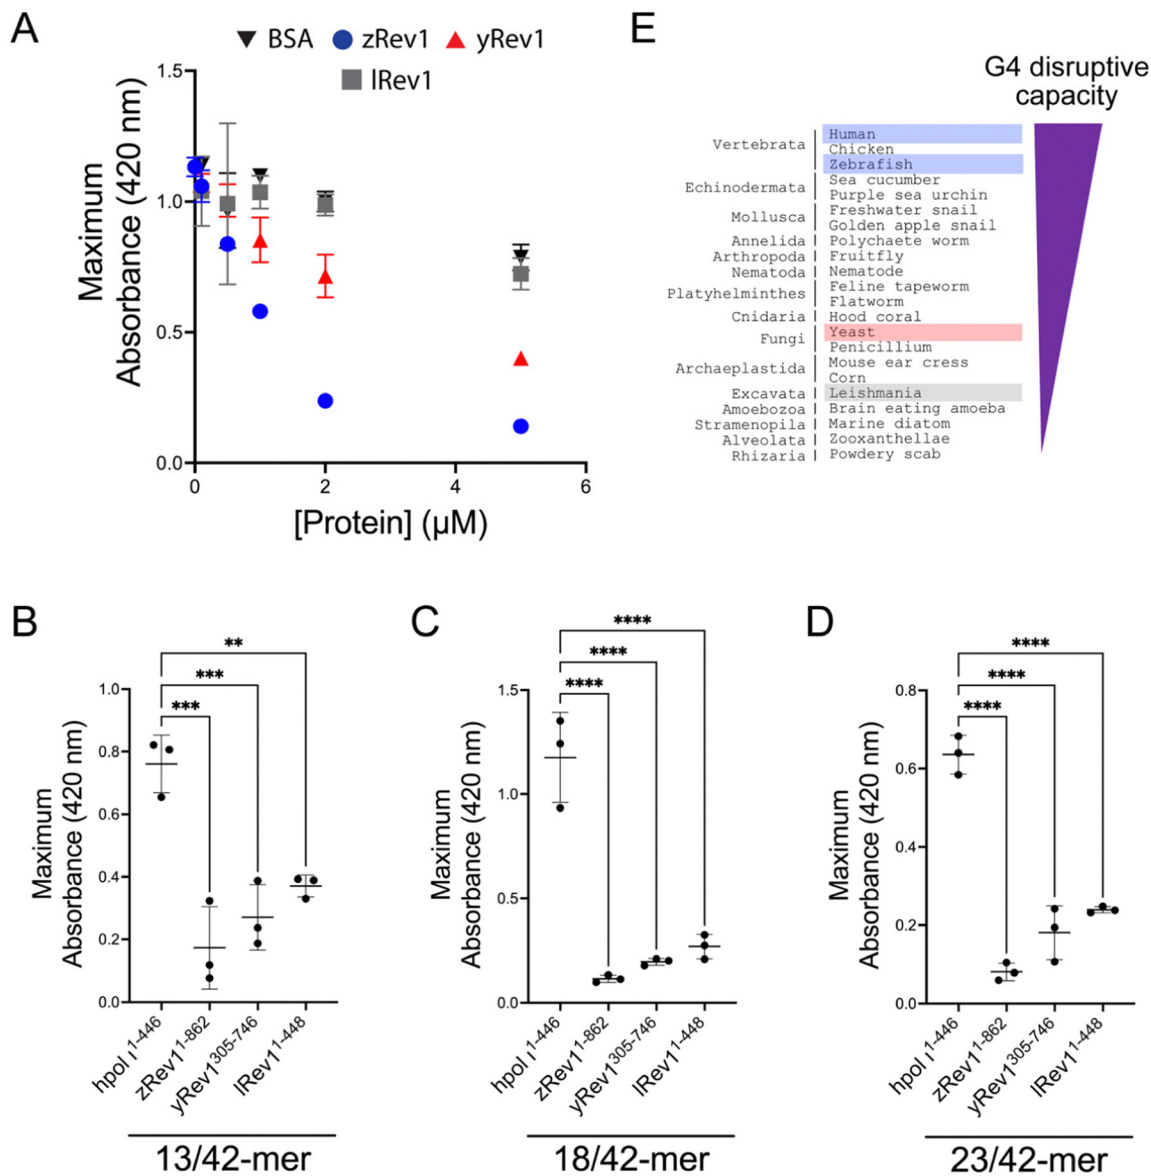 A
BSA zRev1 yRev1
lRev1
Maximum
Absorbance (420 nm)
1.5
1.0
0.5
0.0
0 2 4 6
[Protein] (µM)
E
G4 disruptive
capacity
Vertebrata
Human
Chicken
Zebrafish
Echinodermata
Sea cucumber
Purple sea urchin
Mollusca
Freshwater snail
Golden apple snail
Annelida Polychaete worm
Arthropoda Fruitfly
Nematoda Nematode
Platyhelminthes
Feline tapeworm
Flatworm
Cnidaria Hood coral
Fungi
Yeast
Penicillium
Archaeplastida
Mouse ear cress
Corn
Excavata Leishmania
Amoebozoa Brain eating amoeba
Stramenopila Marine diatom
Alveolata Zooxanthellae
Rhizaria Powdery scab
B
**
***
***
Maximum
Absorbance (420 nm)
1.0
0.8
0.6
0.4
0.2
0.0
hpol ι1-446
zRev11-862
yRev1305-746
lRev11-448
13/42-mer
C
****
****
****
Maximum
Absorbance (420 nm)
1.5
1.0
0.5
0.0
hpol ι1-446
zRev11-862
yRev1305-746
lRev11-448
18/42-mer
D
****
****
****
Maximum
Absorbance (420 nm)
0.8
0.6
0.4
0.2
0.0
hpol ι1-446
zRev11-862
yRev1305-746
lRev11-448
23/42-mer